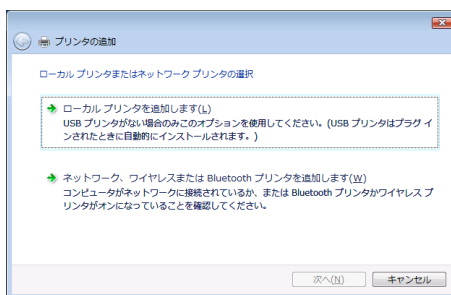 プリンタの追加
ローカル プリンタまたはネットワーク プリンタの選択
ローカル プリンタを追加します(L)
USB プリンタがない場合のみこのオプションを使用してください。(USB プリンタはプラグ イ
ンされたときに自動的にインストールされます。)
ネットワーク、ワイヤレスまたは Bluetooth プリンタを追加します(W)
コンピュータがネットワークに接続されているか、または Bluetooth プリンタかワイヤレス プ
リンタがオンになっていることを確認してください。
次へ(N)
キャンセル